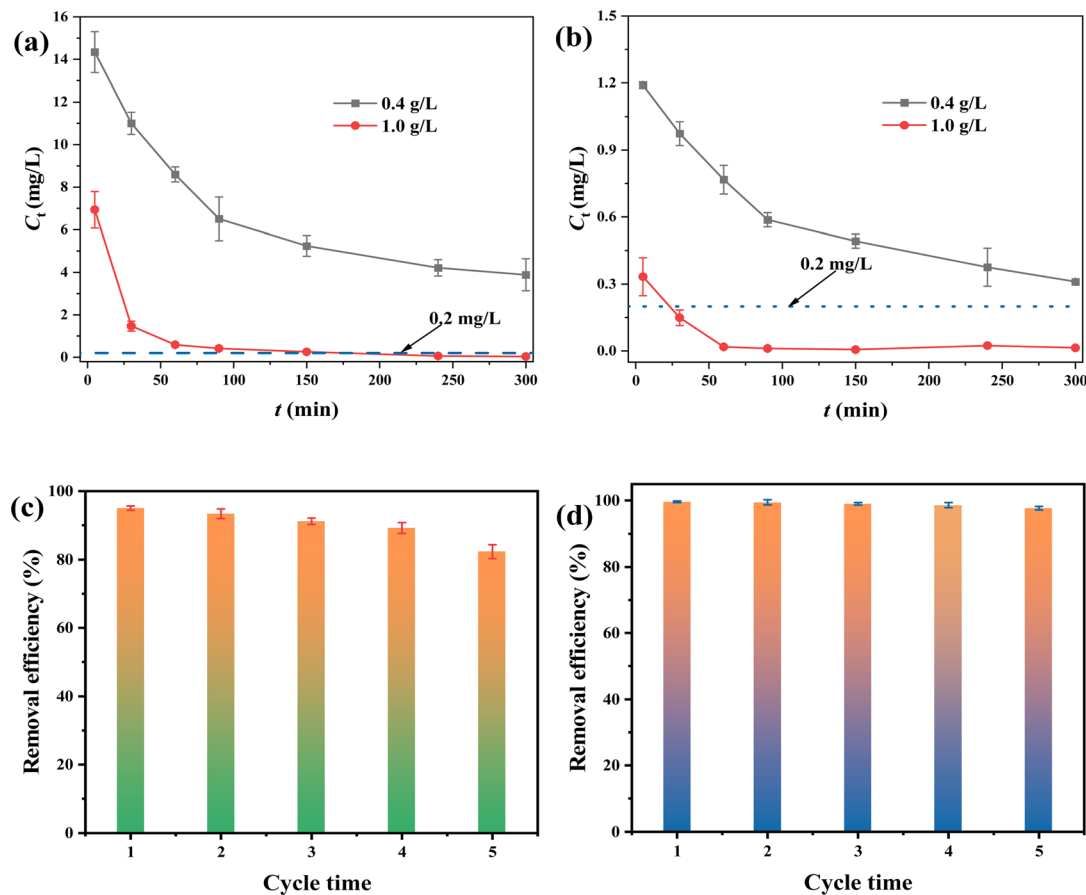 (a)
16
14
12
10
8
6
4
2
0
Ct (mg/L)
0.4 g/L
1.0 g/L
0.2 mg/L
0 50 100 150 200 250 300
t (min)
(b)
1.5
1.2
0.9
0.6
0.3
0.0
Ct (mg/L)
0.4 g/L
1.0 g/L
0.2 mg/L
0 50 100 150 200 250 300
t (min)
(c)
100
80
60
40
20
0
Removal efficiency (%)
1 2 3 4 5
Cycle time
(d)
100
80
60
40
20
0
Removal efficiency (%)
1 2 3 4 5
Cycle time